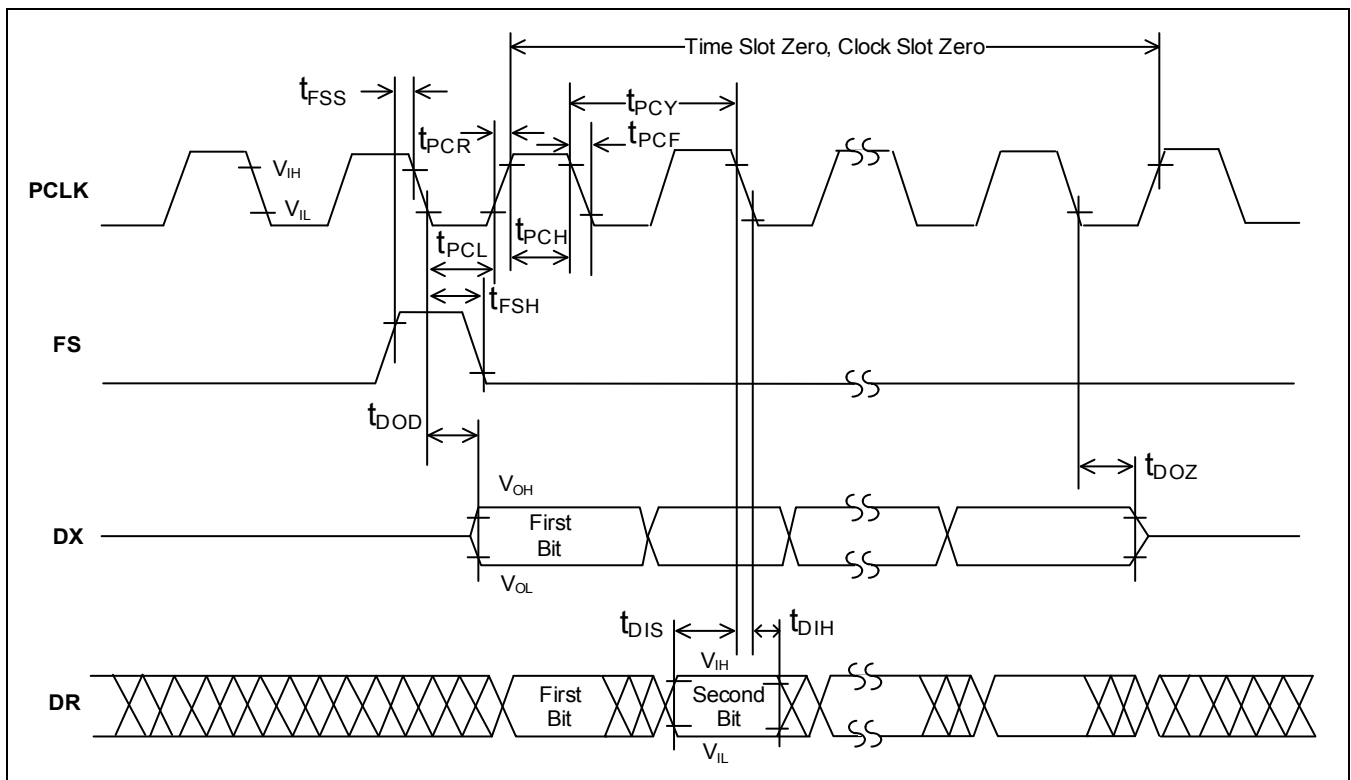 Time Slot Zero, Clock Slot Zero
tFSS
tPCY
tPCR
tPCF
PCLK
VIH
VIL
tPCL
tPCH
tFSH
FS
tDOD
tDOZ
VOH
DX
First
Bit
VOL
tDIS
tDIH
VIH
DR
First
Bit
Second
Bit
VIL